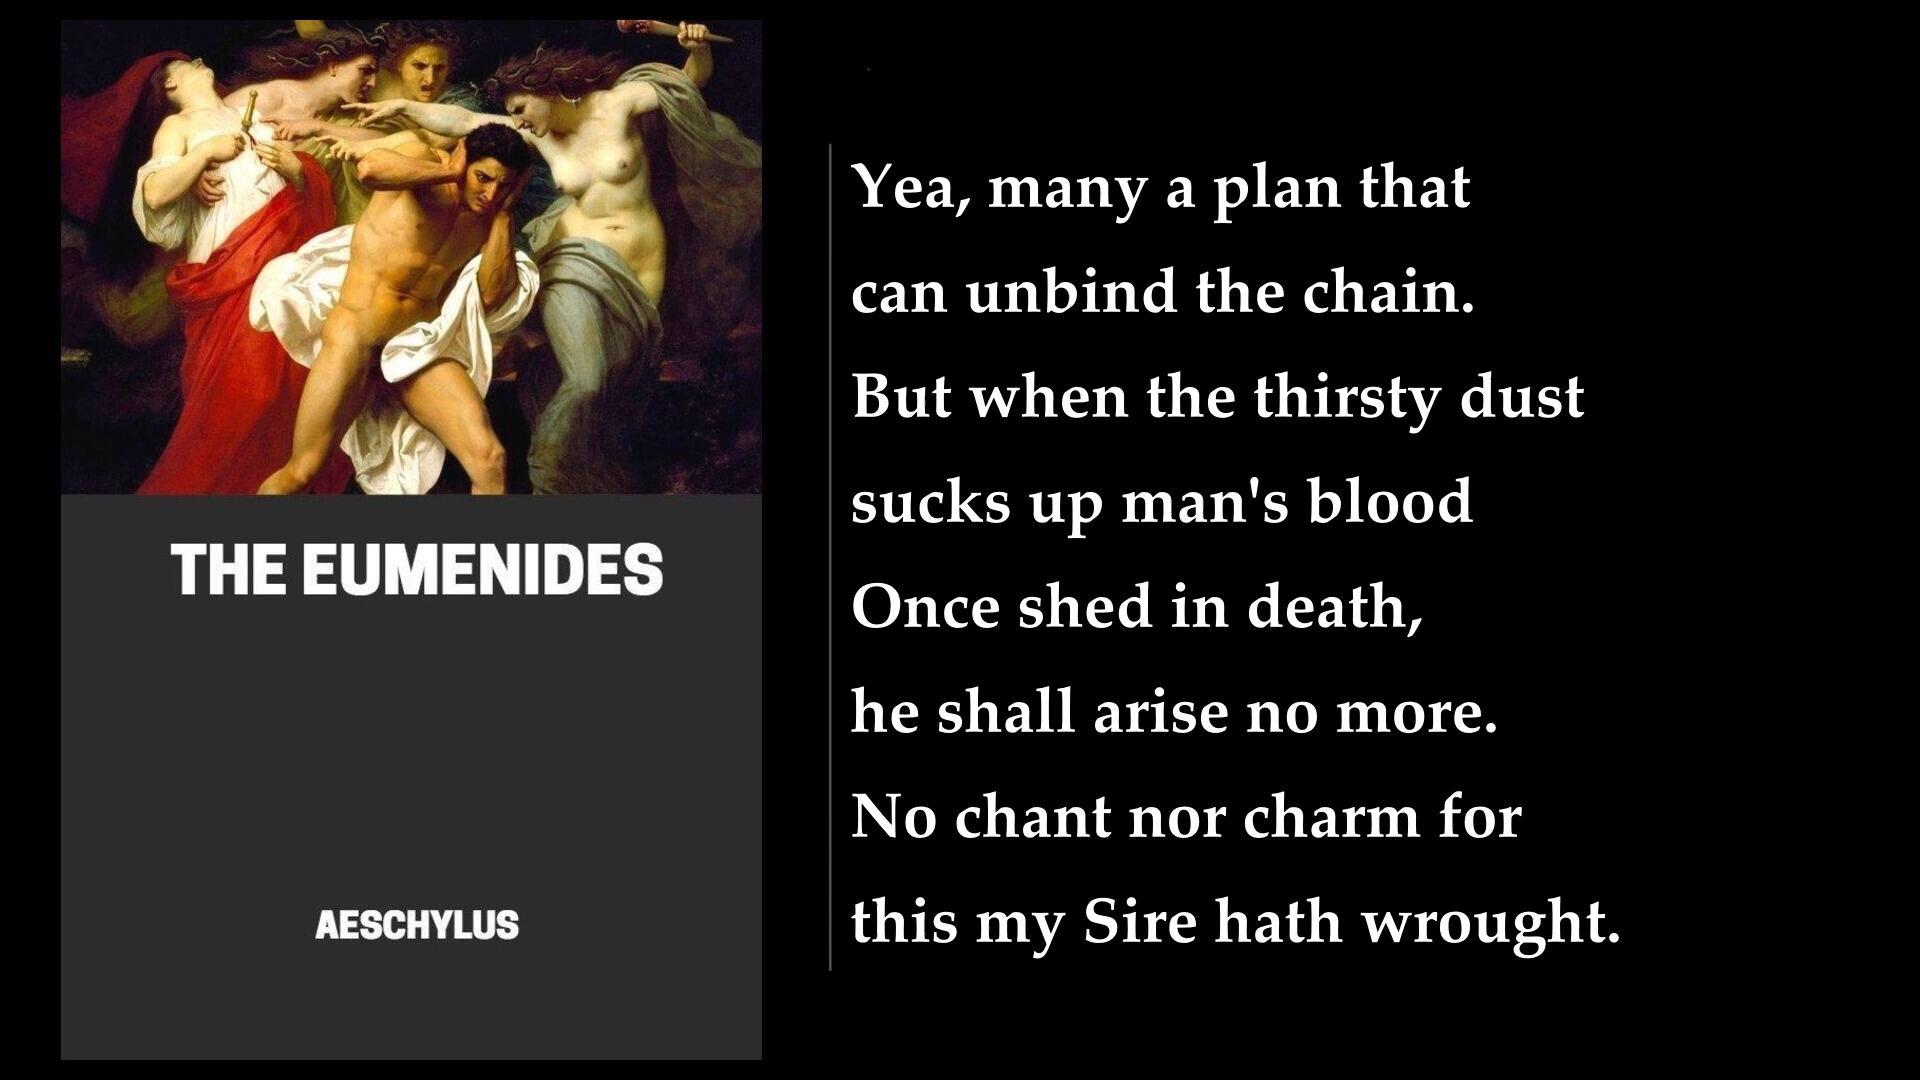 THE EUMENIDES
AESCHYLUS
Yea, many a plan that
can unbind the chain.
But when the thirsty dust
sucks up man's blood
Once shed in death,
he shall arise no more.
No chant nor charm for
this my Sire hath wrought.